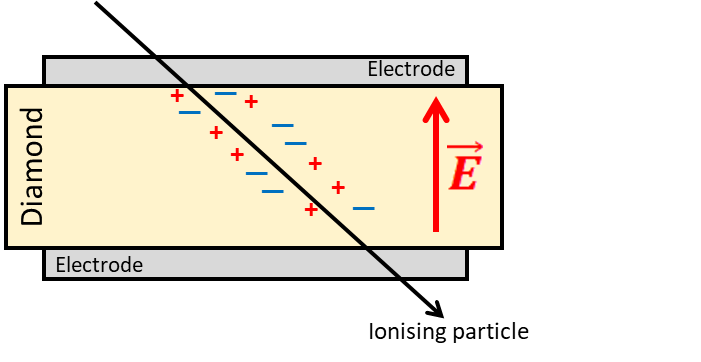 Electrode
Diamond
E
Electrode
Ionising particle